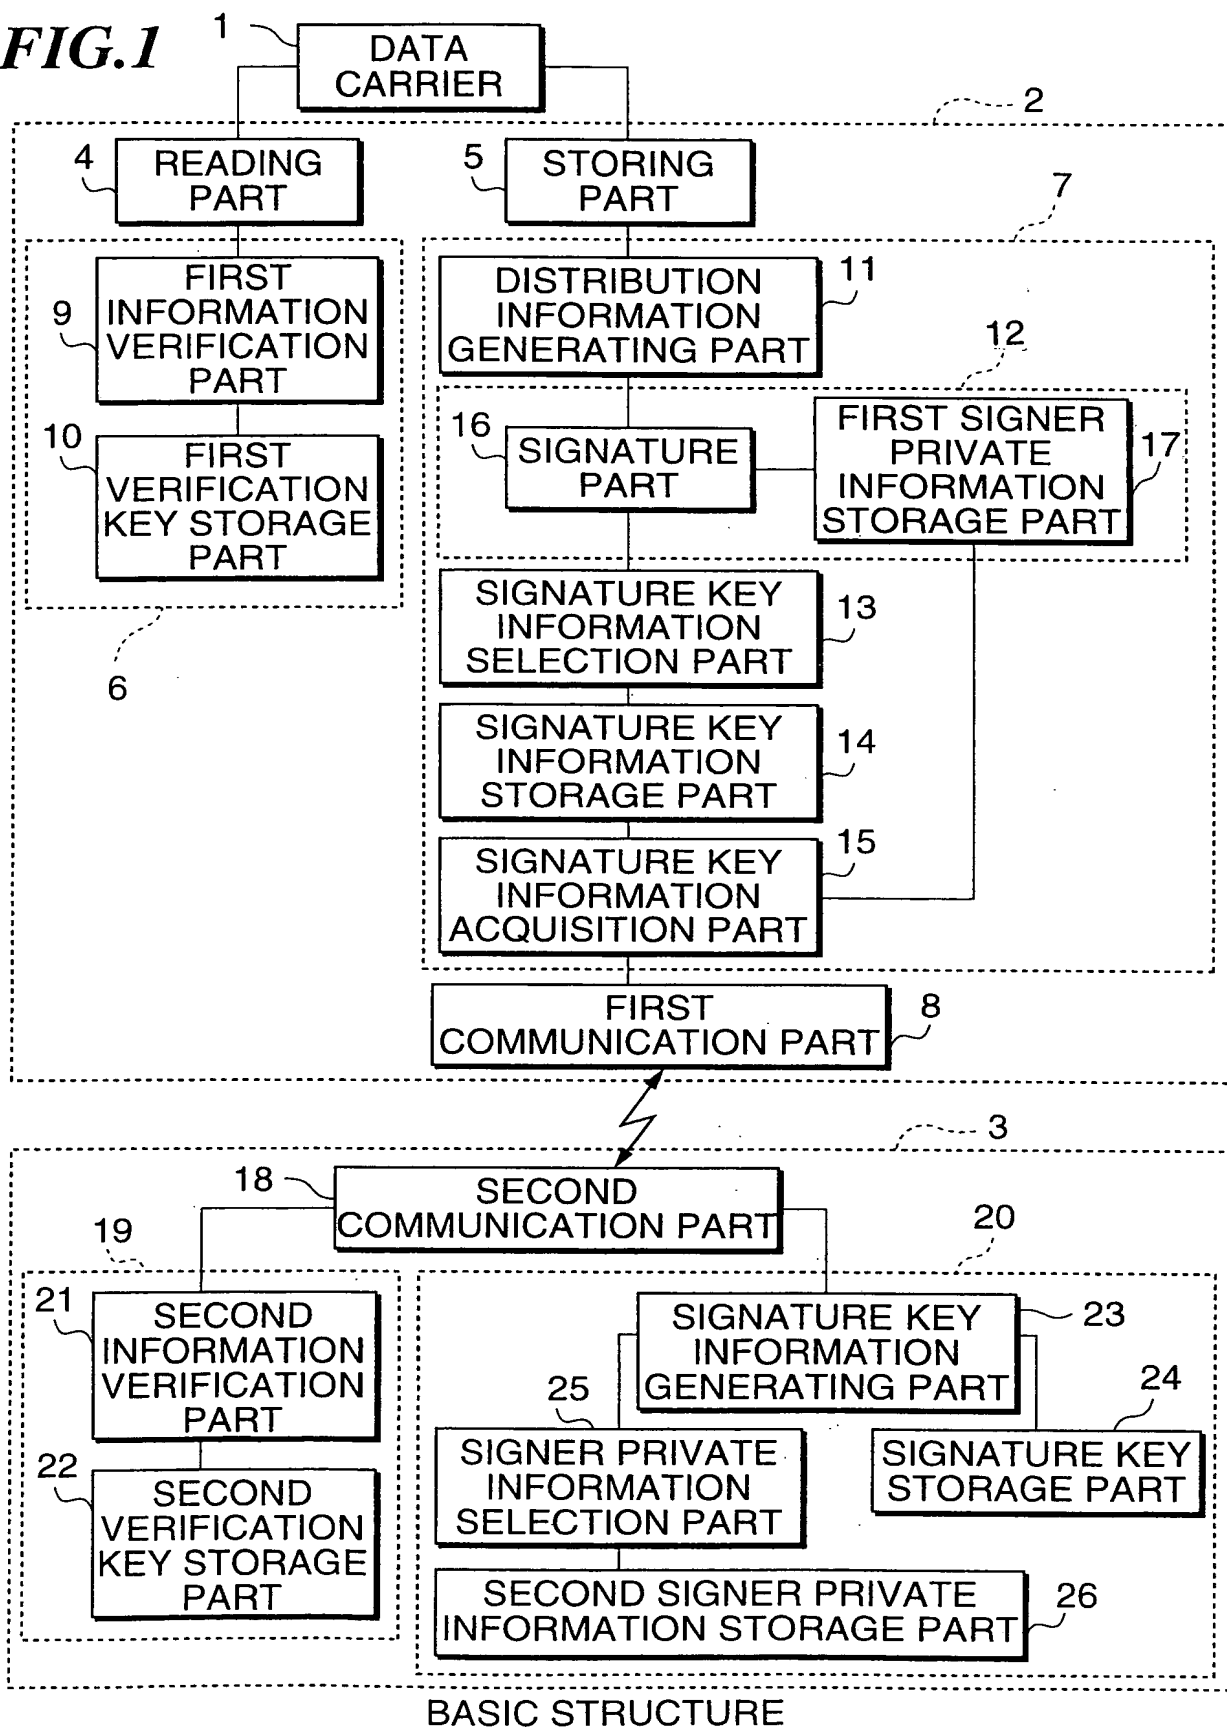 FIG.1
1
DATA
CARRIER
2
4
READING
PART
5
STORING
PART
7
9
FIRST
INFORMATION
VERIFICATION
PART
11
DISTRIBUTION
INFORMATION
GENERATING PART
12
10
FIRST
VERIFICATION
KEY STORAGE
PART
16
SIGNATURE
PART
FIRST SIGNER
PRIVATE
INFORMATION
STORAGE PART
17
6
SIGNATURE KEY
INFORMATION
SELECTION PART
13
SIGNATURE KEY
INFORMATION
STORAGE PART
14
SIGNATURE KEY
INFORMATION
ACQUISITION PART
15
FIRST
COMMUNICATION PART
8
3
18
SECOND
COMMUNICATION PART
19
20
21
SECOND
INFORMATION
VERIFICATION
PART
SIGNATURE KEY
INFORMATION
GENERATING PART
23
22
SECOND
VERIFICATION
KEY STORAGE
PART
25
SIGNER PRIVATE
INFORMATION
SELECTION PART
24
SIGNATURE KEY
STORAGE PART
SECOND SIGNER PRIVATE
INFORMATION STORAGE PART
26
BASIC STRUCTURE